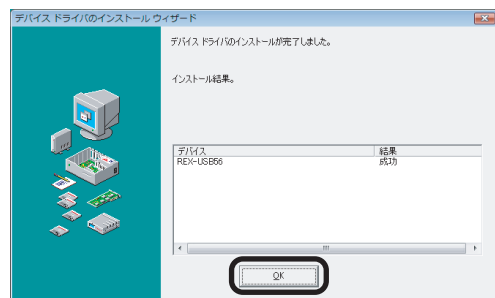 デバイス ドライバのインストール ウィザード
デバイス ドライバのインストールが完了しました。
インストール結果。
デバイス 結果
REX-USB56 成功
OK